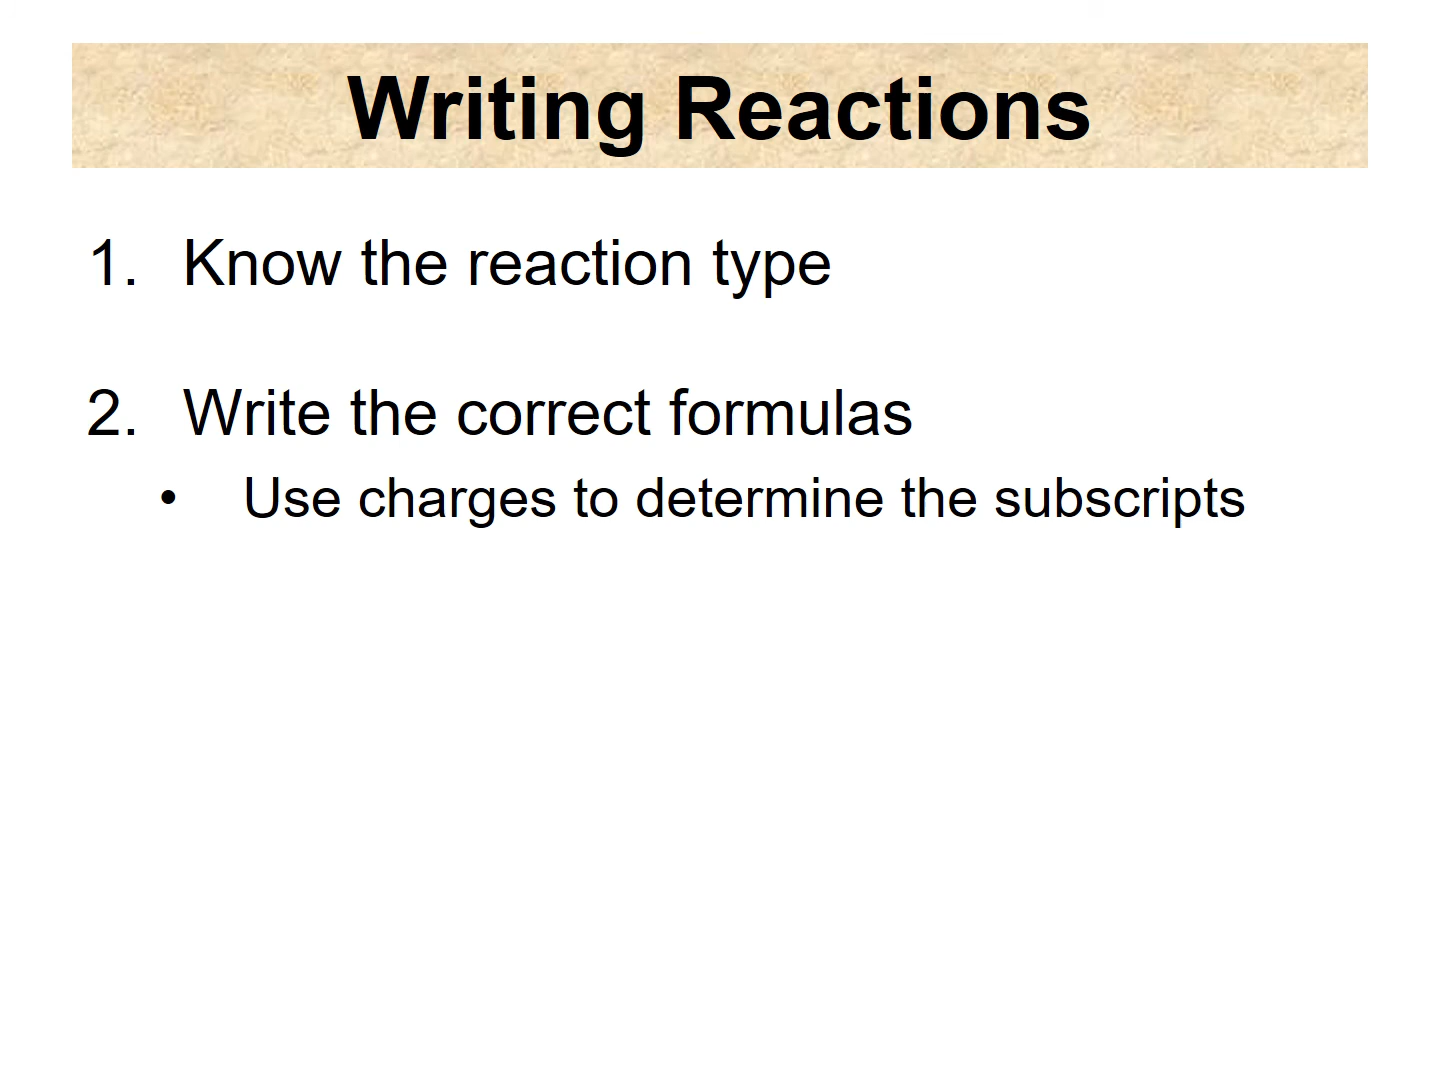 Writing Reactions
1. Know the reaction type
2. Write the correct formulas
• Use charges to determine the subscripts